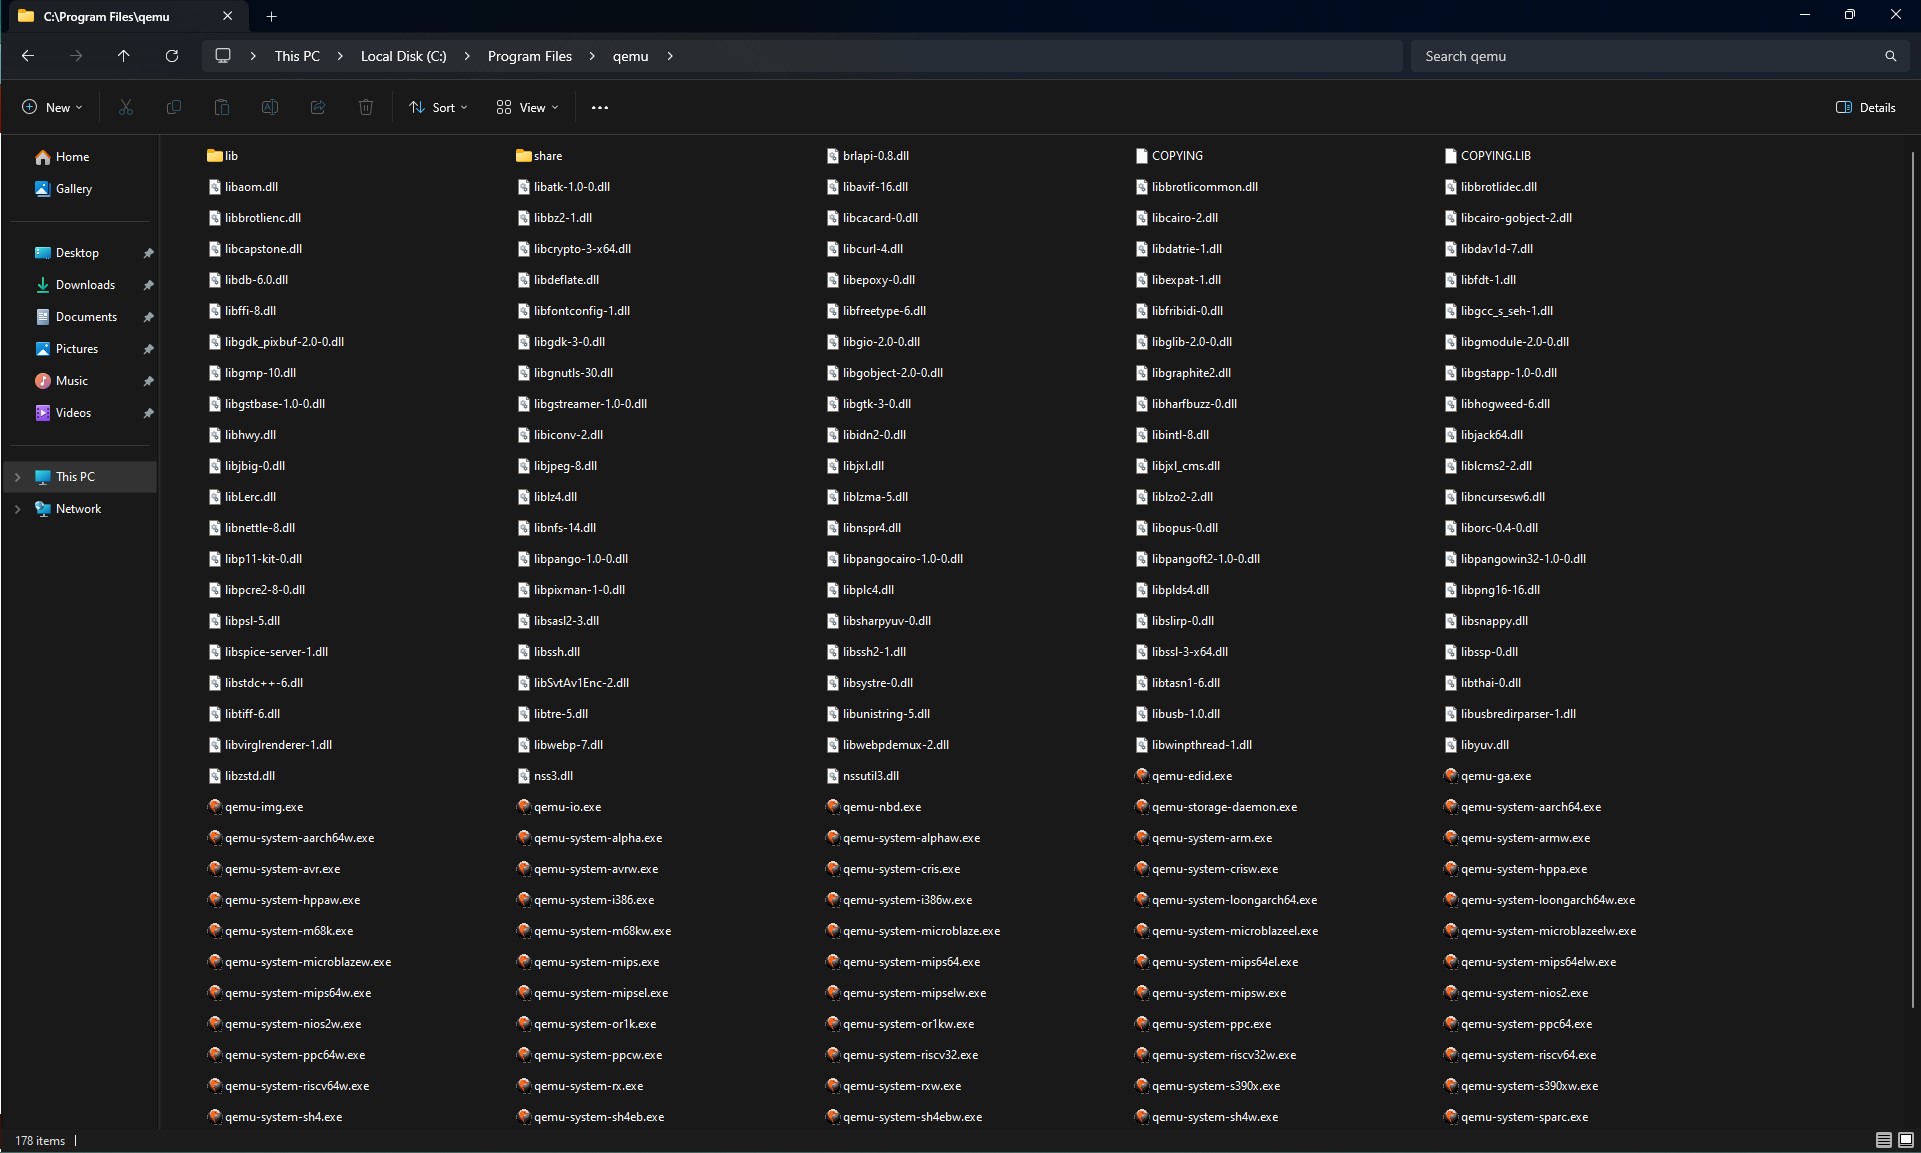 C:\Program Files\qemu
This PC > Local Disk (C:) > Program Files > qemu >
Search qemu
New
Sort
View
Details
Home
Gallery
Desktop
Downloads
Documents
Pictures
Music
Videos
This PC
Network
lib share brlapi-0.8.dll COPYING COPYING.LIB
libaom.dll libatk-1.0-0.dll libavif-16.dll libbrotlicommon.dll libbrotlidec.dll
libbrotlienc.dll libbz2-1.dll libcacard-0.dll libcairo-2.dll libcairo-gobject-2.dll
libcapstone.dll libcrypto-3-x64.dll libcurl-4.dll libdatrie-1.dll libdav1d-7.dll
libdb-6.0.dll libdeflate.dll libepoxy-0.dll libexpat-1.dll libfdt-1.dll
libffi-8.dll libfontconfig-1.dll libfreetype-6.dll libfribidi-0.dll libgcc_s_seh-1.dll
libgdk_pixbuf-2.0-0.dll libgdk-3-0.dll libgio-2.0-0.dll libglib-2.0-0.dll libgmodule-2.0-0.dll
libgmp-10.dll libgnutls-30.dll libgobject-2.0-0.dll libgraphite2.dll libgstapp-1.0-0.dll
libgstbase-1.0-0.dll libgstreamer-1.0-0.dll libgtk-3-0.dll libharfbuzz-0.dll libhogweed-6.dll
libhwy.dll libiconv-2.dll libidn2-0.dll libintl-8.dll libjack64.dll
libjbig-0.dll libjpeg-8.dll libjxl.dll libjxl_cms.dll liblcms2-2.dll
libLerc.dll liblz4.dll liblzma-5.dll liblzo2-2.dll libncursesw6.dll
libnettle-8.dll libnfs-14.dll libnspr4.dll libopus-0.dll liborc-0.4-0.dll
libp11-kit-0.dll libpango-1.0-0.dll libpangocairo-1.0-0.dll libpangoft2-1.0-0.dll libpangowin32-1.0-0.dll
libpcre2-8-0.dll libpixman-1-0.dll libplc4.dll libplds4.dll libpng16-16.dll
libpsl-5.dll libsasl2-3.dll libsharpyuv-0.dll libslirp-0.dll libsnappy.dll
libspice-server-1.dll libssh.dll libssh2-1.dll libssl-3-x64.dll libssp-0.dll
libstdc++-6.dll libSvtAv1Enc-2.dll libsystre-0.dll libtasn1-6.dll libthai-0.dll
libtiff-6.dll libtre-5.dll libunistring-5.dll libusb-1.0.dll libusbredirparser-1.dll
libvirglrenderer-1.dll libwebp-7.dll libwebpdemux-2.dll libwinpthread-1.dll libyuv.dll
libzstd.dll nss3.dll nssutil3.dll qemu-edid.exe qemu-ga.exe
qemu-img.exe qemu-io.exe qemu-nbd.exe qemu-storage-daemon.exe qemu-system-aarch64.exe
qemu-system-aarch64w.exe qemu-system-alpha.exe qemu-system-alphaw.exe qemu-system-arm.exe qemu-system-armw.exe
qemu-system-avr.exe qemu-system-avrw.exe qemu-system-cris.exe qemu-system-crisw.exe qemu-system-hppa.exe
qemu-system-hppaw.exe qemu-system-i386.exe qemu-system-i386w.exe qemu-system-loongarch64.exe qemu-system-loongarch64w.exe
qemu-system-m68k.exe qemu-system-m68kw.exe qemu-system-microblaze.exe qemu-system-microblazeel.exe qemu-system-microblazeelw.exe
qemu-system-microblazew.exe qemu-system-mips.exe qemu-system-mips64.exe qemu-system-mips64el.exe qemu-system-mips64elw.exe
qemu-system-mips64w.exe qemu-system-mipsel.exe qemu-system-mipselw.exe qemu-system-mipsw.exe qemu-system-nios2.exe
qemu-system-nios2w.exe qemu-system-or1k.exe qemu-system-or1kw.exe qemu-system-ppc.exe qemu-system-ppc64.exe
qemu-system-ppc64w.exe qemu-system-ppcw.exe qemu-system-riscv32.exe qemu-system-riscv32w.exe qemu-system-riscv64.exe
qemu-system-riscv64w.exe qemu-system-rx.exe qemu-system-rxw.exe qemu-system-s390x.exe qemu-system-s390xw.exe
qemu-system-sh4.exe qemu-system-sh4eb.exe qemu-system-sh4ebw.exe qemu-system-sh4w.exe qemu-system-sparc.exe
178 items